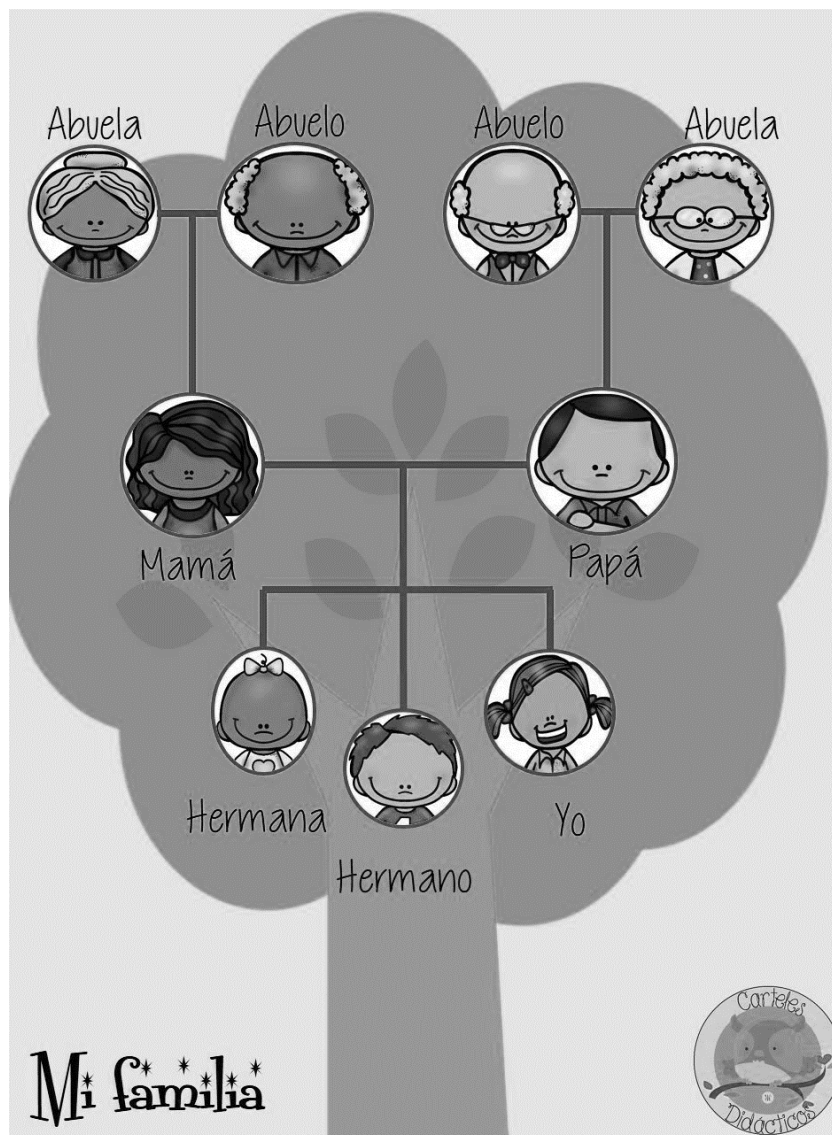 Abuela Abuelo Abuelo Abuela
Mamá Papá
Hermana Yo
Hermano
Mi familia
Carteles
Didácticos